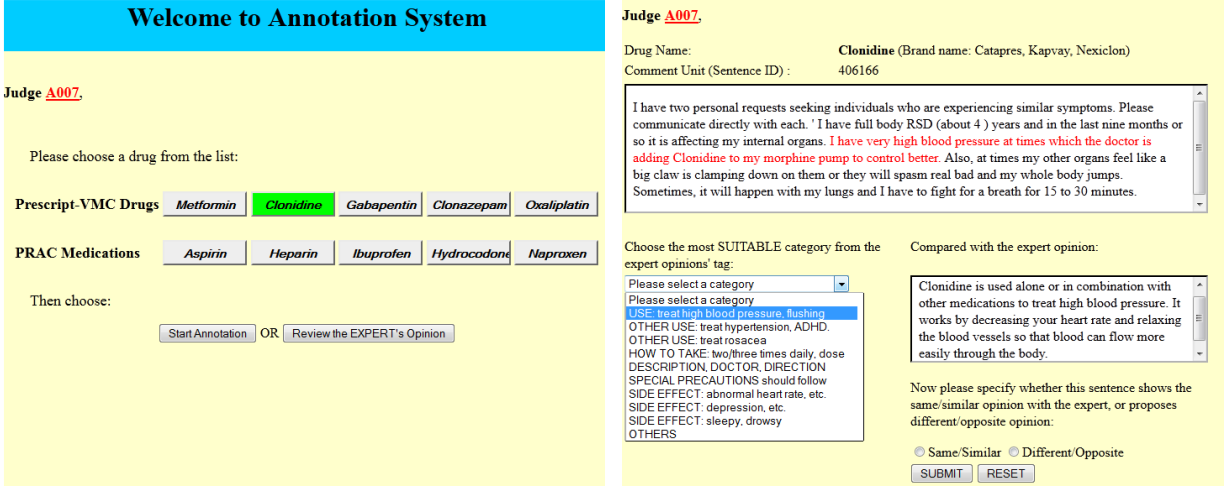 Welcome to Annotation System
Judge A007,
Please choose a drug from the list:
Prescript-VMC Drugs Metformin Clonidine Gabapentin Clonazepam Oxaliplatin
PRAC Medications Aspirin Heparin Ibuprofen Hydrocodone Naproxen
Then choose:
Start Annotation OR Review the EXPERT's Opinion
Judge A007,
Drug Name: Clonidine (Brand name: Catapres, Kapvay, Nexiclon)
Comment Unit (Sentence ID) : 406166
I have two personal requests seeking individuals who are experiencing similar symptoms. Please
communicate directly with each. ' I have full body RSD (about 4 ) years and in the last nine months or
so it is affecting my internal organs. I have very high blood pressure at times which the doctor is
adding Clonidine to my morphine pump to control better. Also, at times my other organs feel like a
big claw is clamping down on them or they will spasm real bad and my whole body jumps.
Sometimes, it will happen with my lungs and I have to fight for a breath for 15 to 30 minutes.
Choose the most SUITABLE category from the
expert opinions' tag:
Please select a category
Please select a category
USE: treat high blood pressure, flushing
OTHER USE: treat hypertension, ADHD.
OTHER USE: treat rosacea
HOW TO TAKE: two/three times daily, dose
DESCRIPTION, DOCTOR, DIRECTION
SPECIAL PRECAUTIONS should follow
SIDE EFFECT: abnormal heart rate, etc.
SIDE EFFECT: depression, etc.
SIDE EFFECT: sleepy, drowsy
OTHERS
Compared with the expert opinion:
Clonidine is used alone or in combination with
other medications to treat high blood pressure. It
works by decreasing your heart rate and relaxing
the blood vessels so that blood can flow more
easily through the body.
Now please specify whether this sentence shows the
same/similar opinion with the expert, or proposes
different/opposite opinion:
Same/Similar Different/Opposite
SUBMIT RESET